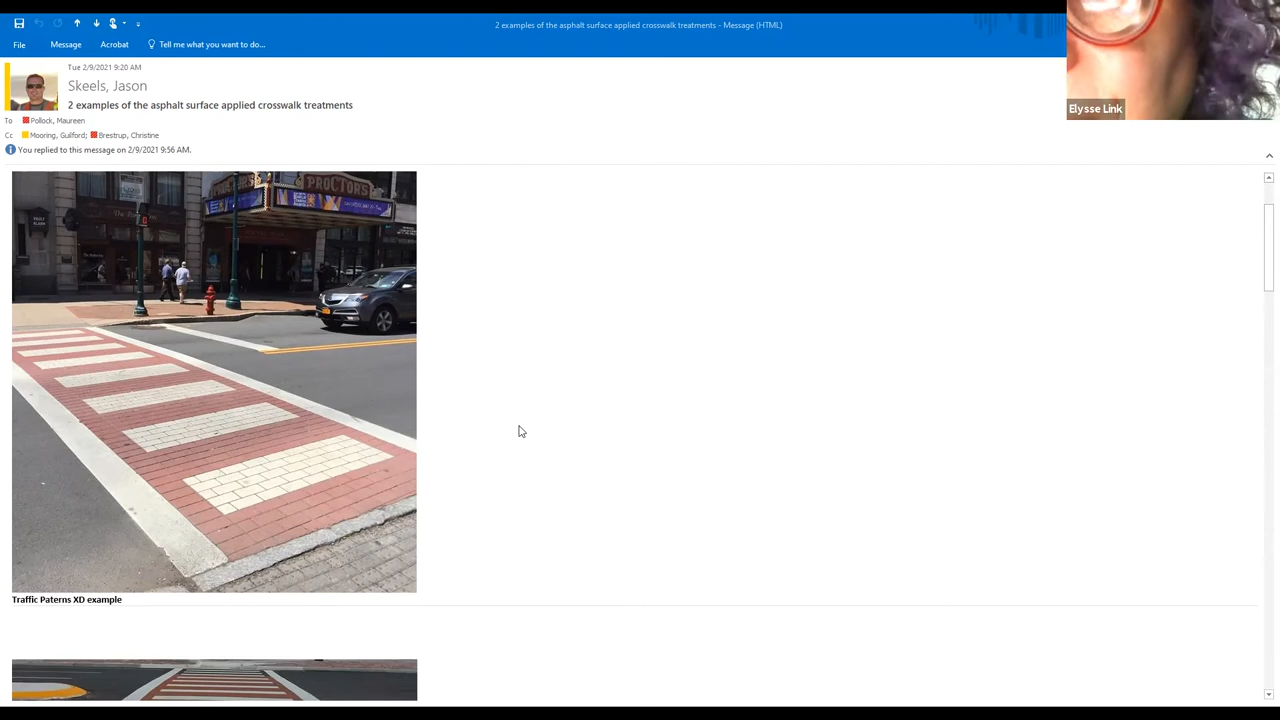 2 examples of the asphalt surface applied crosswalk treatments - Message (HTML)
File Message Acrobat Tell me what you want to do...
Tue 2/9/2021 9:20 AM
Skeels, Jason
2 examples of the asphalt surface applied crosswalk treatments
To Pollock, Maureen
Cc Mooring, Guilford; Brestrup, Christine
You replied to this message on 2/9/2021 9:56 AM.
Elysse Link
PROCTORS
VAULT
Traffic Paterns XD example